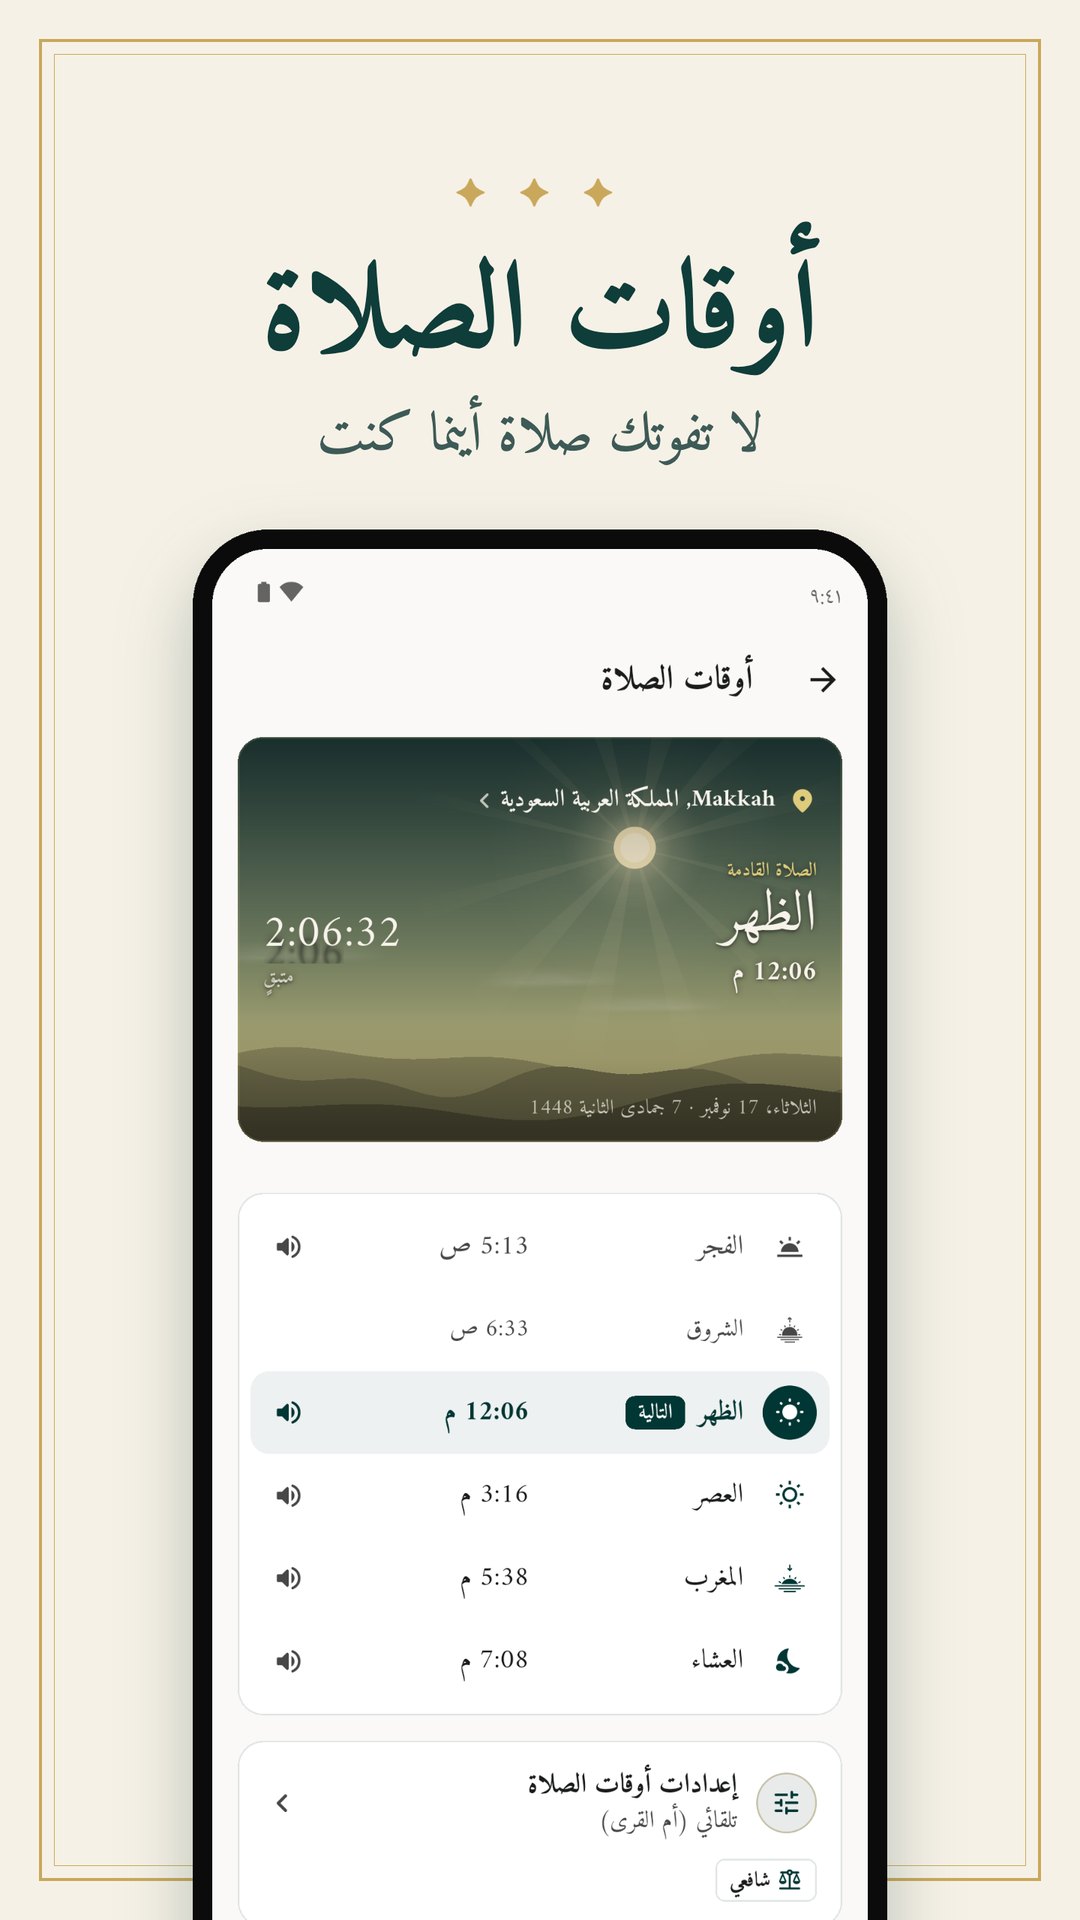 أوقات الصلاة
لا تفوتك صلاة أينما كنت
٩:٤١
أوقات الصلاة
Makkah, المملكة العربية السعودية
الصلاة القادمة
الظهر
12:06 م
2:06:32
2:06
متبقٍ
الثلاثاء، 17 نوفمبر · 7 جمادى الثانية 1448
الفجر 5:13 ص
الشروق 6:33 ص
الظهر التالية 12:06 م
العصر 3:16 م
المغرب 5:38 م
العشاء 7:08 م
إعدادات أوقات الصلاة
تلقائي (أم القرى)
شافعي